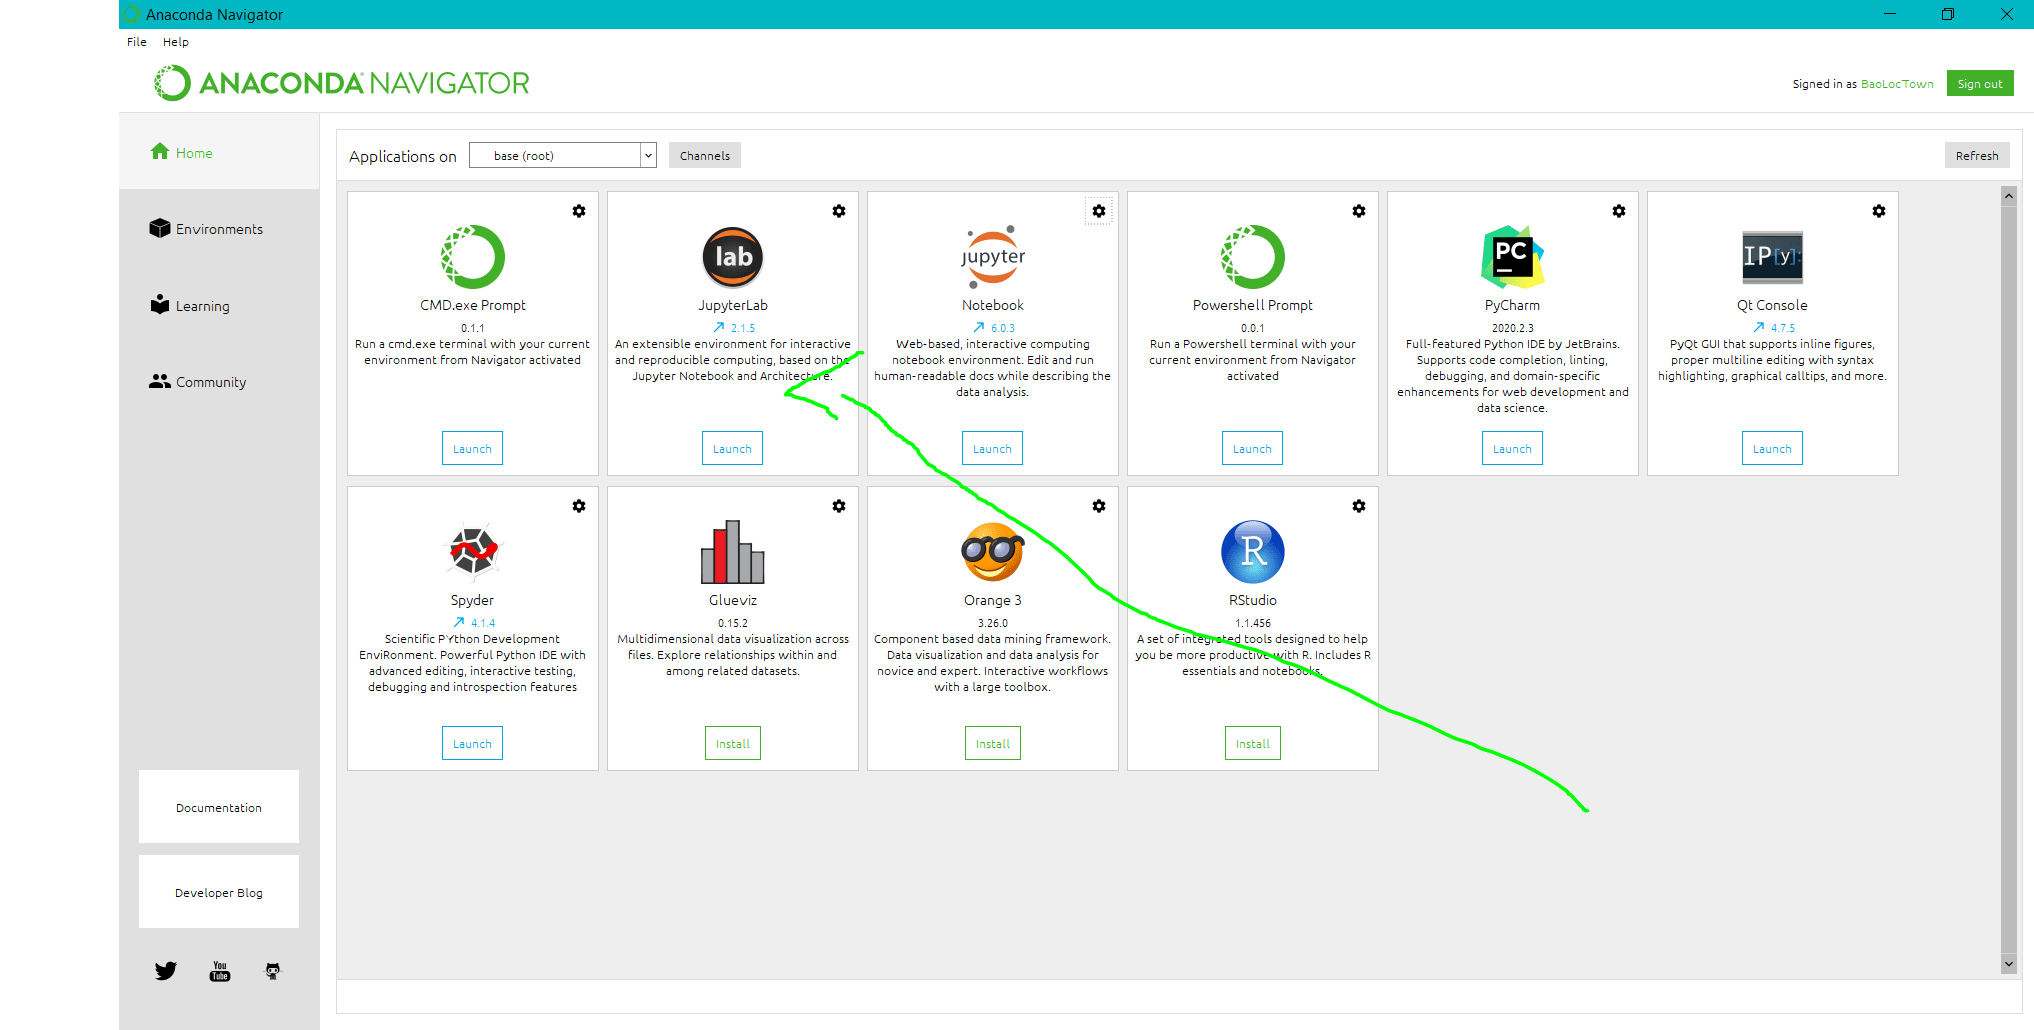 Anaconda Navigator
File Help
ANACONDA NAVIGATOR
Signed in as BaoLocTown Sign out
Home
Environments
Learning
Community
Documentation
Developer Blog
You
Tube
Applications on base (root) Channels Refresh
CMD.exe Prompt
0.1.1
Run a cmd.exe terminal with your current
environment from Navigator activated
Launch
lab
JupyterLab
2.1.5
An extensible environment for interactive
and reproducible computing, based on the
Jupyter Notebook and Architecture.
Launch
jupyter
Notebook
6.0.3
Web-based, interactive computing
notebook environment. Edit and run
human-readable docs while describing the
data analysis.
Launch
Powershell Prompt
0.0.1
Run a Powershell terminal with your
current environment from Navigator
activated
Launch
PC
PyCharm
2020.2.3
Full-featured Python IDE by JetBrains.
Supports code completion, linting,
debugging, and domain-specific
enhancements for web development and
data science.
Launch
IP[y]:
Qt Console
4.7.5
PyQt GUI that supports inline figures,
proper multiline editing with syntax
highlighting, graphical calltips, and more.
Launch
Spyder
4.1.4
Scientific PYthon Development
EnviRonment. Powerful Python IDE with
advanced editing, interactive testing,
debugging and introspection features
Launch
Glueviz
0.15.2
Multidimensional data visualization across
files. Explore relationships within and
among related datasets.
Install
Orange 3
3.26.0
Component based data mining framework.
Data visualization and data analysis for
novice and expert. Interactive workflows
with a large toolbox.
Install
R
RStudio
1.1.456
A set of integrated tools designed to help
you be more productive with R. Includes R
essentials and notebooks.
Install